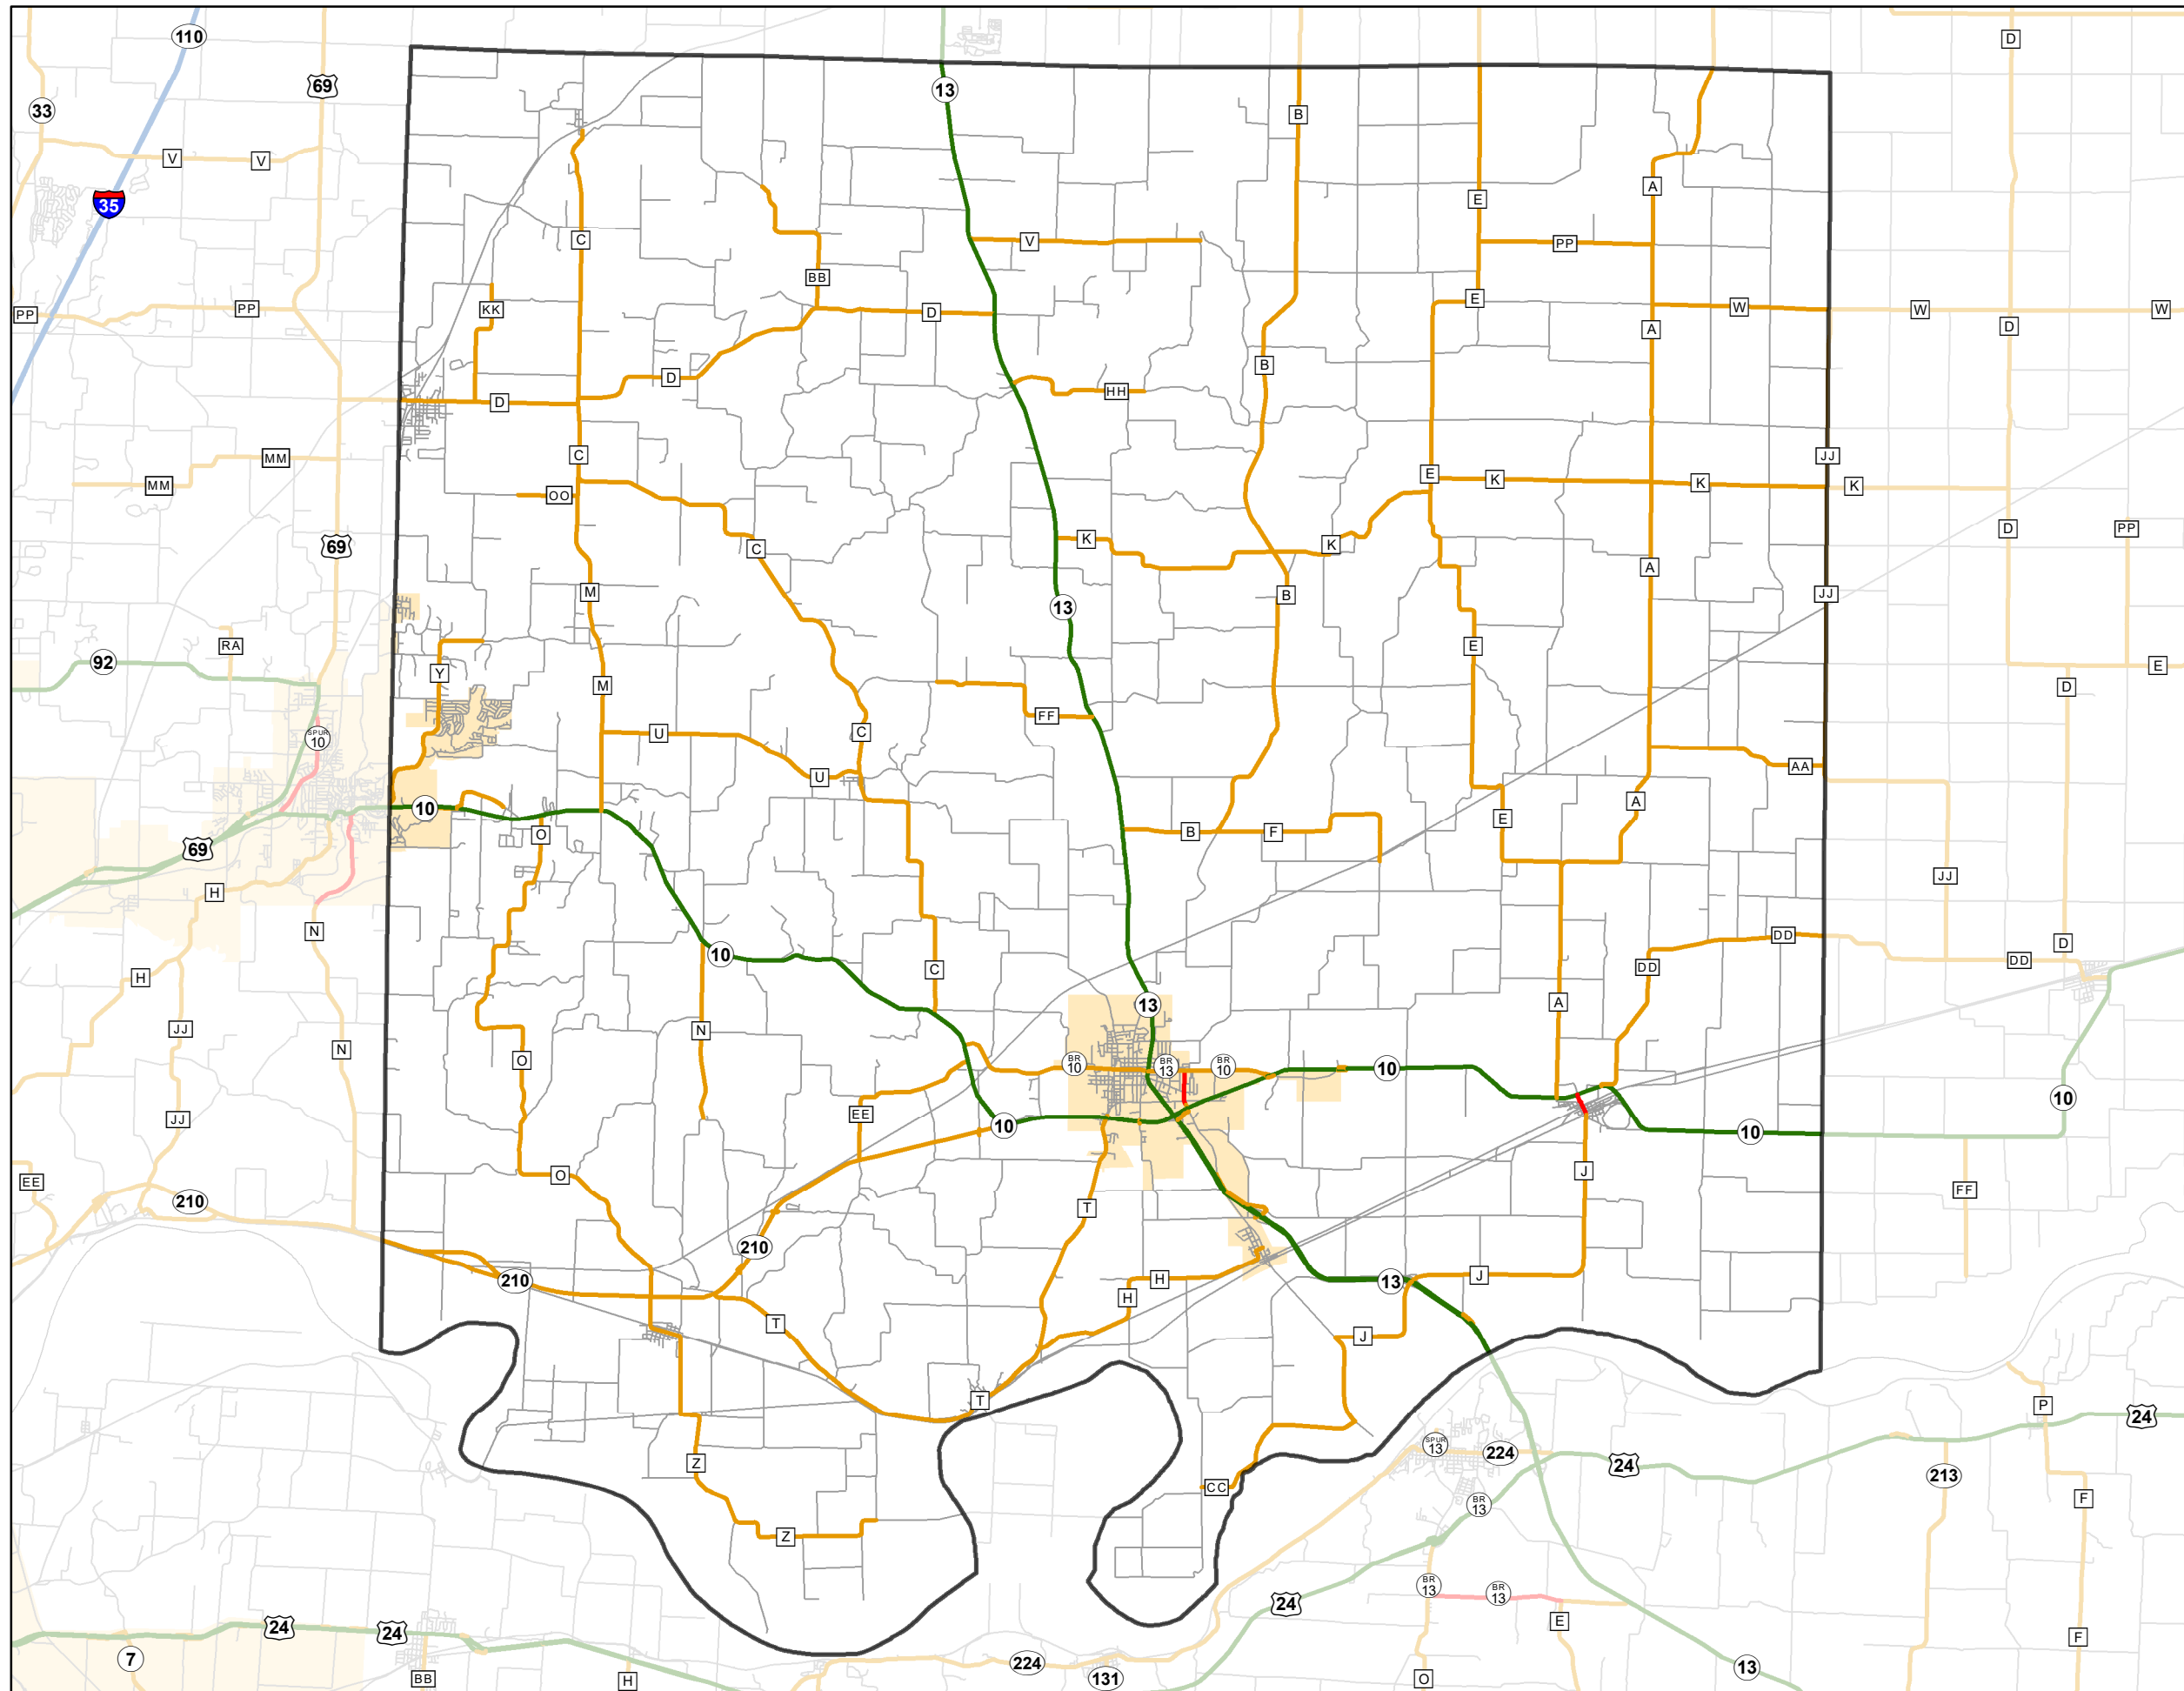 110
D
13
69
33
B
V
V
A
E
35
C
V
PP
BB
E
W
KK
PP
PP
D
W
W
D
A
B
D
HH
D
C
JJ
MM
E
K
K
MM
OO
K
D
PP
K
K
69
C
A
M
B
JJ
13
RA
E
92
E
Y
M
D
FF
C
U
SPUR
10
AA
U
A
10
E
B
F
O
69
JJ
H
N
DD
D
10
DD
DD
C
H
A
13
JJ
N
N
O
BR
10
BR
13
BR
10
10
10
EE
JJ
10
10
J
O
EE
FF
210
T
210
J
H
210
13
H
T
J
T
P
24
SPUR
13
224
Z
24
213
CC
F
BR
13
Z
BR
13
BR
13
24
E
24
24
F
7
224
13
BB
H
131
O